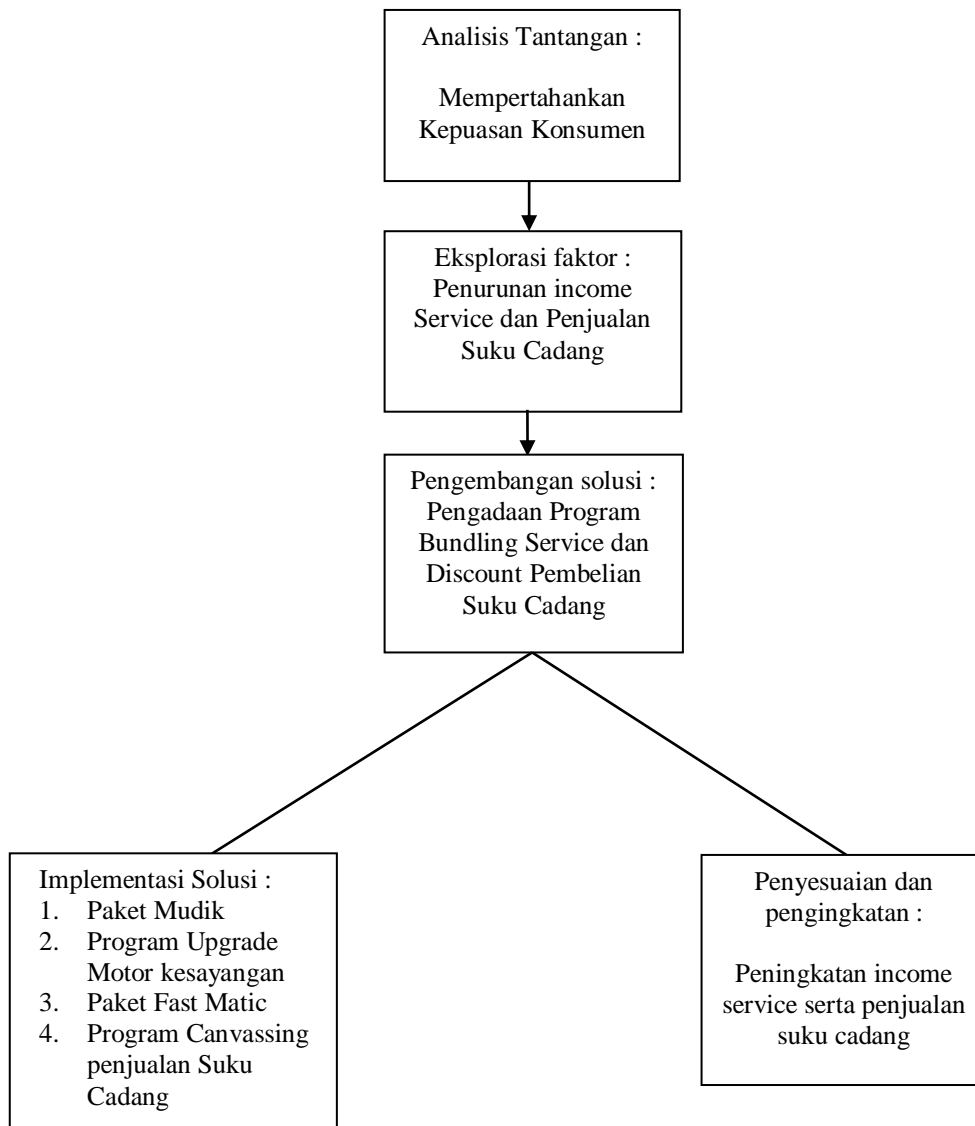 Analisis Tantangan :
Mempertahankan
Kepuasan Konsumen
Eksplorasi faktor :
Penurunan income
Service dan Penjualan
Suku Cadang
Pengembangan solusi :
Pengadaan Program
Bundling Service dan
Discount Pembelian
Suku Cadang
Implementasi Solusi :
1. Paket Mudik
2. Program Upgrade
Motor kesayangan
3. Paket Fast Matic
4. Program Canvassing
penjualan Suku
Cadang
Penyesuaian dan
pengingkatan :
Peningkatan income
service serta penjualan
suku cadang